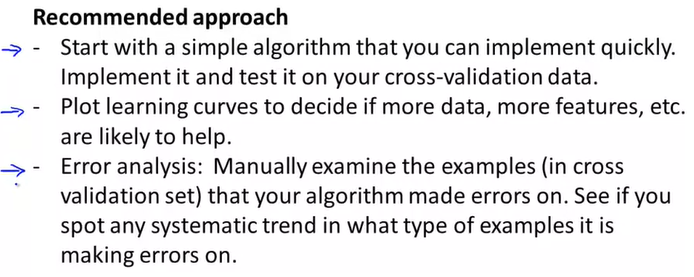 Recommended approach
- Start with a simple algorithm that you can implement quickly.
Implement it and test it on your cross-validation data.
- Plot learning curves to decide if more data, more features, etc.
are likely to help.
- Error analysis: Manually examine the examples (in cross
validation set) that your algorithm made errors on. See if you
spot any systematic trend in what type of examples it is
making errors on.